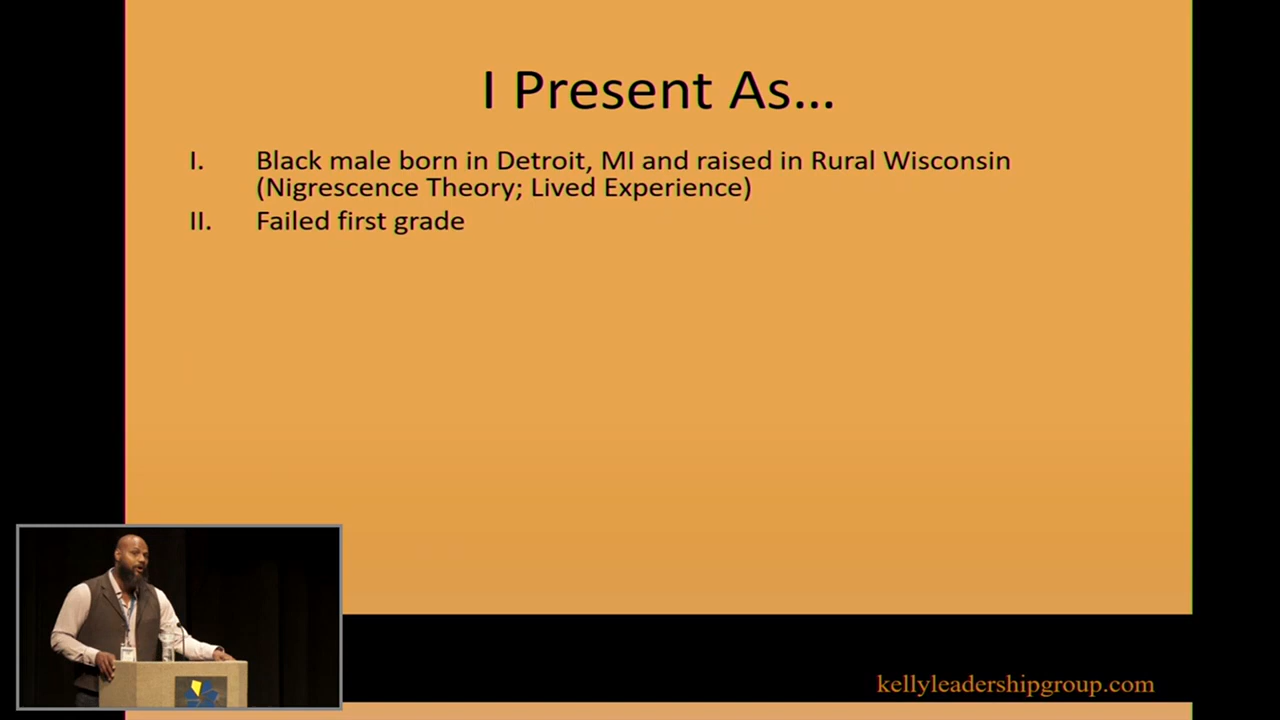 I Present As...
I. Black male born in Detroit, MI and raised in Rural Wisconsin
(Nigrescence Theory; Lived Experience)
II. Failed first grade
kellyleadershipgroup.com